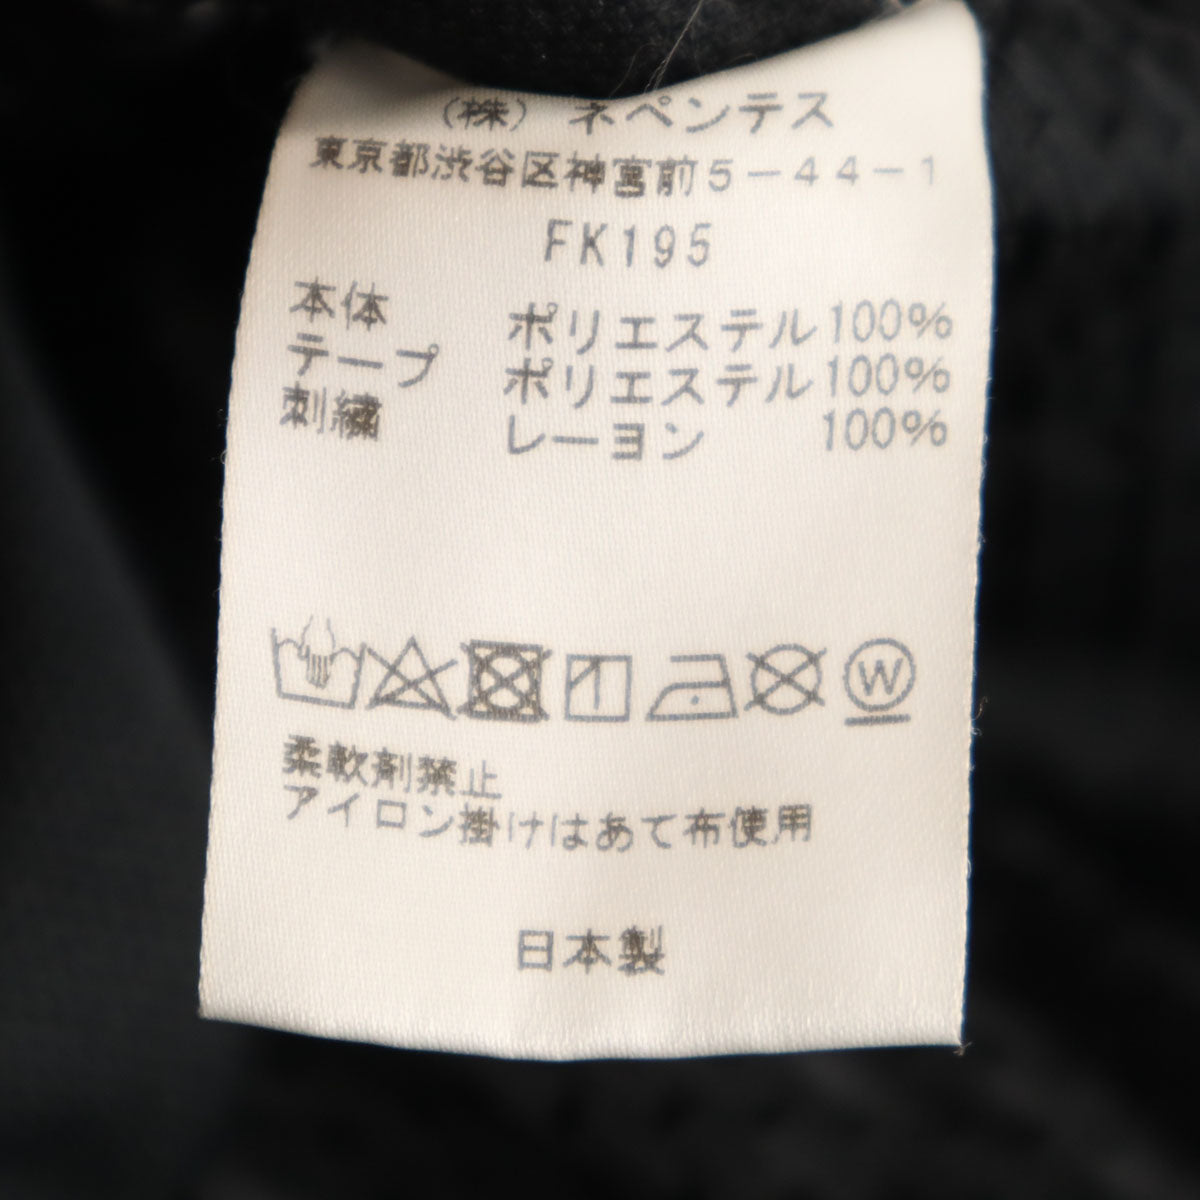 (株) ネペンテス
東京都渋谷区神宮前5-44-1
FK195
本体 ポリエステル100%
テープ ポリエステル100%
刺繍 レーヨン 100%
W
柔軟剤禁止
アイロン掛けはあて布使用
日本製